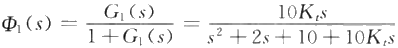 Φ₁(s) = G₁(s) / (1 + G₁(s)) = 10Kₜs / (s² + 2s + 10 + 10Kₜs)